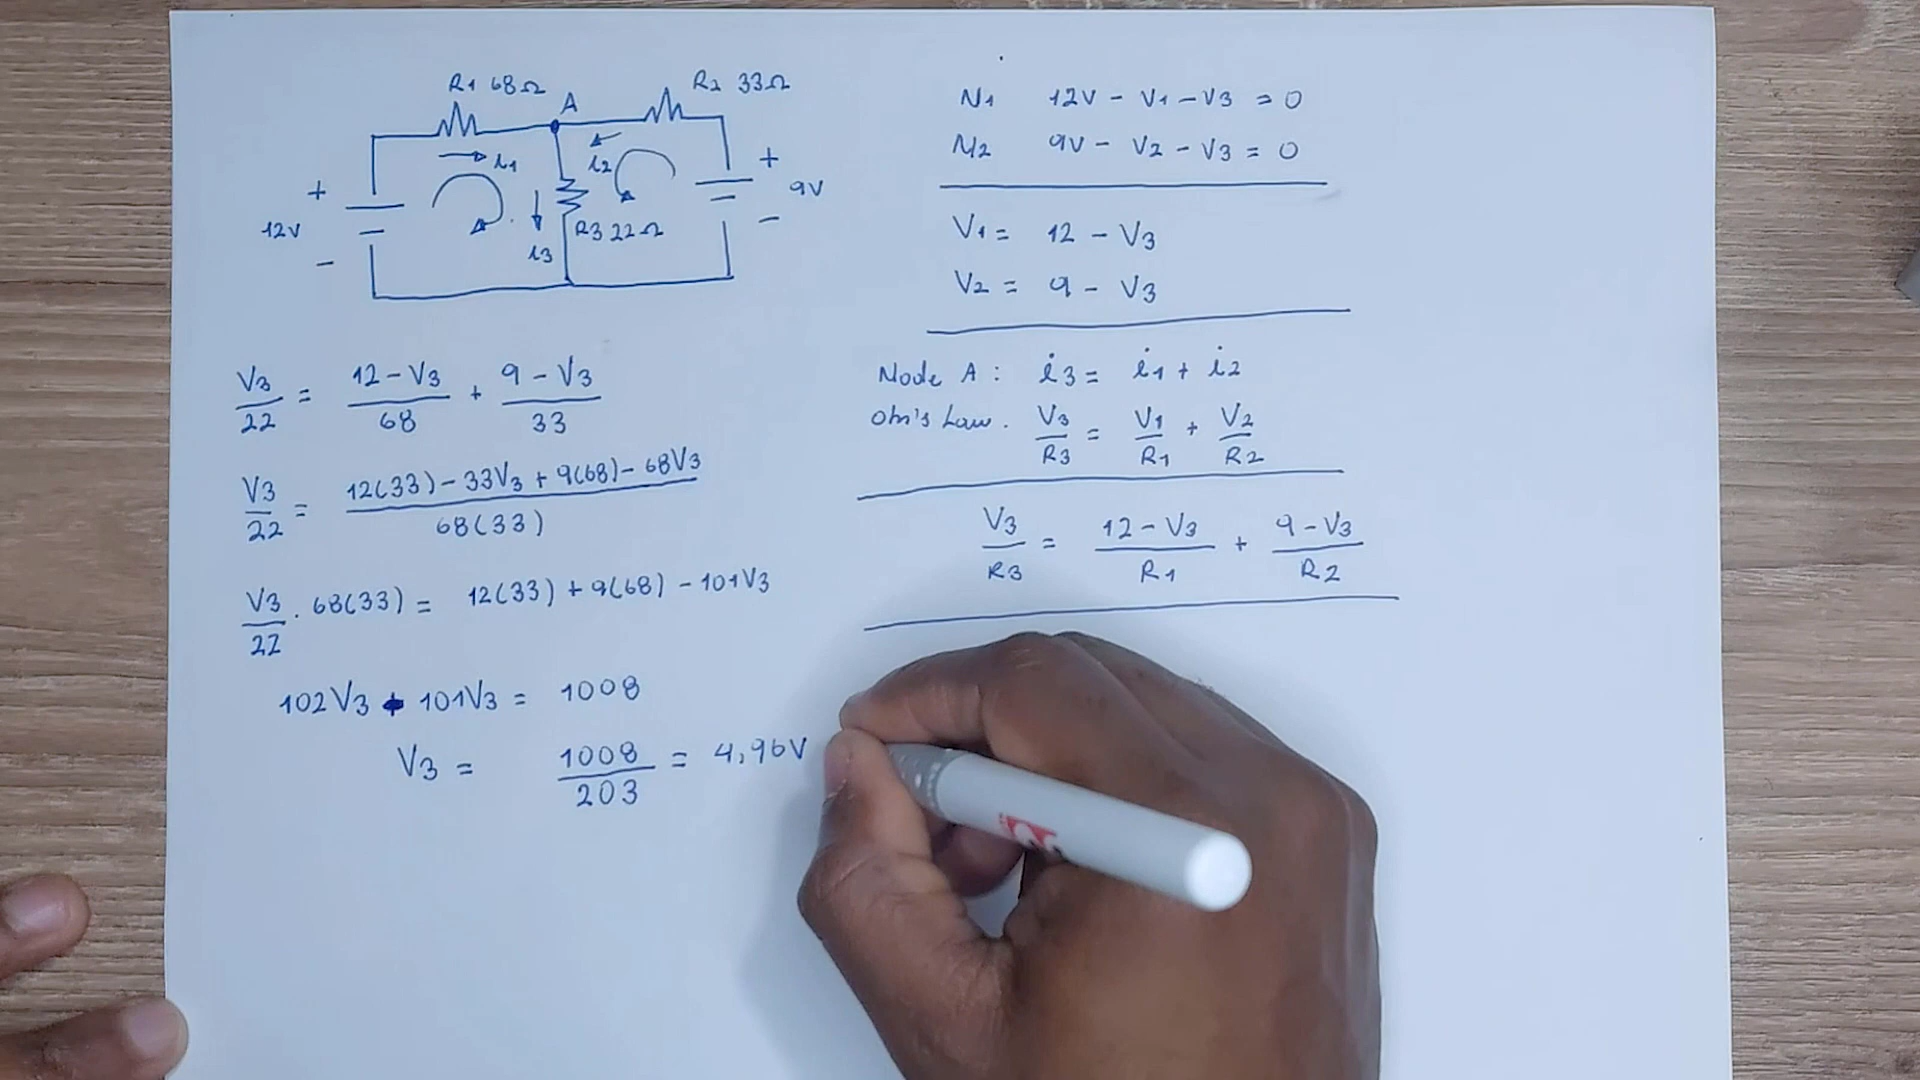 R1 68Ω
A
R2 33Ω
i1
i2
+
12V
-
+
9V
-
R3 22Ω
i3
V3/22 = (12 - V3)/68 + (9 - V3)/33
V3/22 = (12(33) - 33V3 + 9(68) - 68V3)/68(33)
V3/22 . 68(33) = 12(33) + 9(68) - 101V3
102V3 + 101V3 = 1008
V3 = 1008/203 = 4,96V
M1 12V - V1 - V3 = 0
M2 9V - V2 - V3 = 0
V1 = 12 - V3
V2 = 9 - V3
Node A: i3 = i1 + i2
Ohm's Law. V3/R3 = V1/R1 + V2/R2
V3/R3 = (12 - V3)/R1 + (9 - V3)/R2